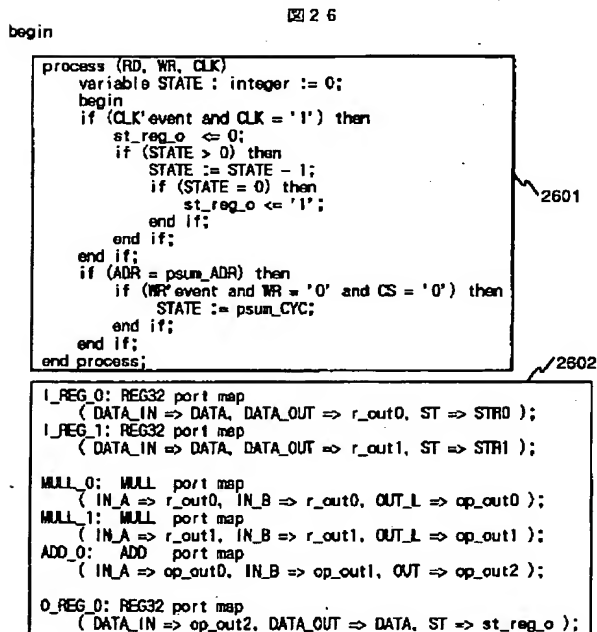 図26
begin
process (RD, WR, CLK)
variable STATE : integer := 0;
begin
if (CLK'event and CLK = '1') then
st_reg_o <= 0;
if (STATE > 0) then
STATE := STATE - 1;
if (STATE = 0) then
st_reg_o <= '1';
end if;
end if;
end if;
if (ADR = psum_ADR) then
if (WR'event and WR = '0' and CS = '0') then
STATE := psum_CYC;
end if;
end if;
end process;
2601
2602
I_REG_0: REG32 port map
( DATA_IN => DATA, DATA_OUT => r_out0, ST => STR0 );
I_REG_1: REG32 port map
( DATA_IN => DATA, DATA_OUT => r_out1, ST => STR1 );
MULL_0: MULL port map
( IN_A => r_out0, IN_B => r_out0, OUT_L => op_out0 );
MULL_1: MULL port map
( IN_A => r_out1, IN_B => r_out1, OUT_L => op_out1 );
ADD_0: ADD port map
( IN_A => op_out0, IN_B => op_out1, OUT => op_out2 );
O_REG_0: REG32 port map
( DATA_IN => op_out2, DATA_OUT => DATA, ST => st_reg_o );